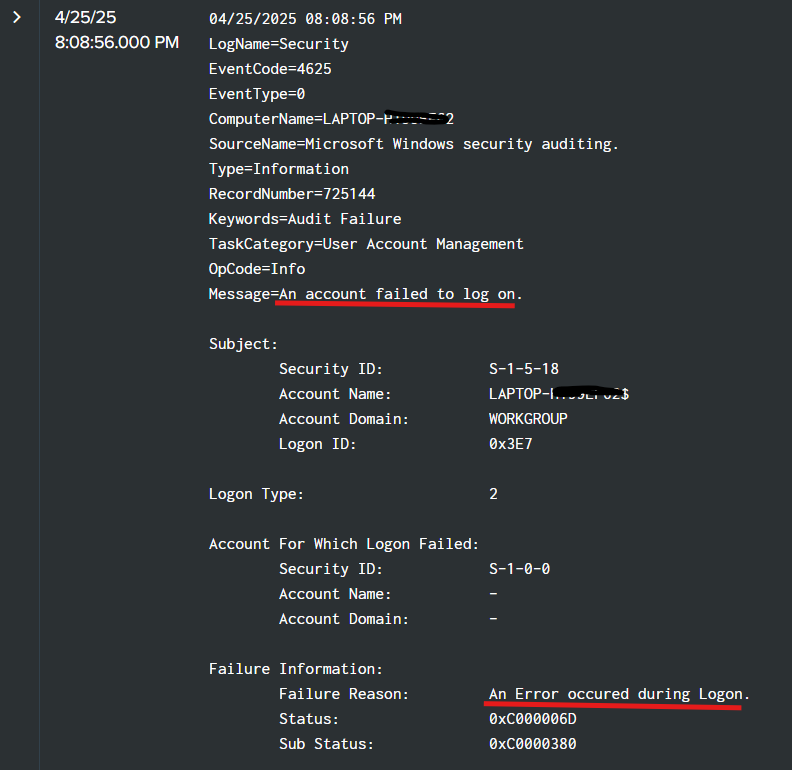 4/25/25
8:08:56.000 PM
04/25/2025 08:08:56 PM
LogName=Security
EventCode=4625
EventType=0
ComputerName=LAPTOP-
SourceName=Microsoft Windows security auditing.
Type=Information
RecordNumber=725144
Keywords=Audit Failure
TaskCategory=User Account Management
OpCode=Info
Message=An account failed to log on.
Subject:
Security ID: S-1-5-18
Account Name: LAPTOP-
Account Domain: WORKGROUP
Logon ID: 0x3E7
Logon Type: 2
Account For Which Logon Failed:
Security ID: S-1-0-0
Account Name: -
Account Domain: -
Failure Information:
Failure Reason: An Error occured during Logon.
Status: 0xC000006D
Sub Status: 0xC0000380